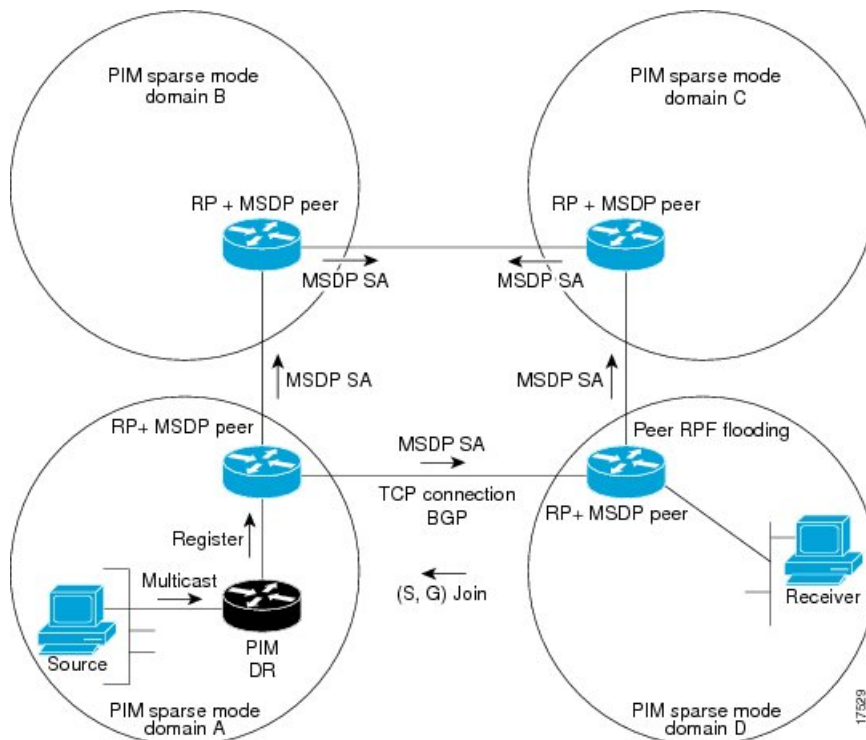 PIM sparse mode
domain B
PIM sparse mode
domain C
RP + MSDP peer
RP + MSDP peer
MSDP SA
MSDP SA
MSDP SA
MSDP SA
RP+ MSDP peer
MSDP SA
Peer RPF flooding
TCP connection
BGP
RP+ MSDP peer
Register
Multicast
(S, G) Join
Receiver
Source
PIM
DR
PIM sparse mode
domain A
PIM sparse mode
domain D
17529